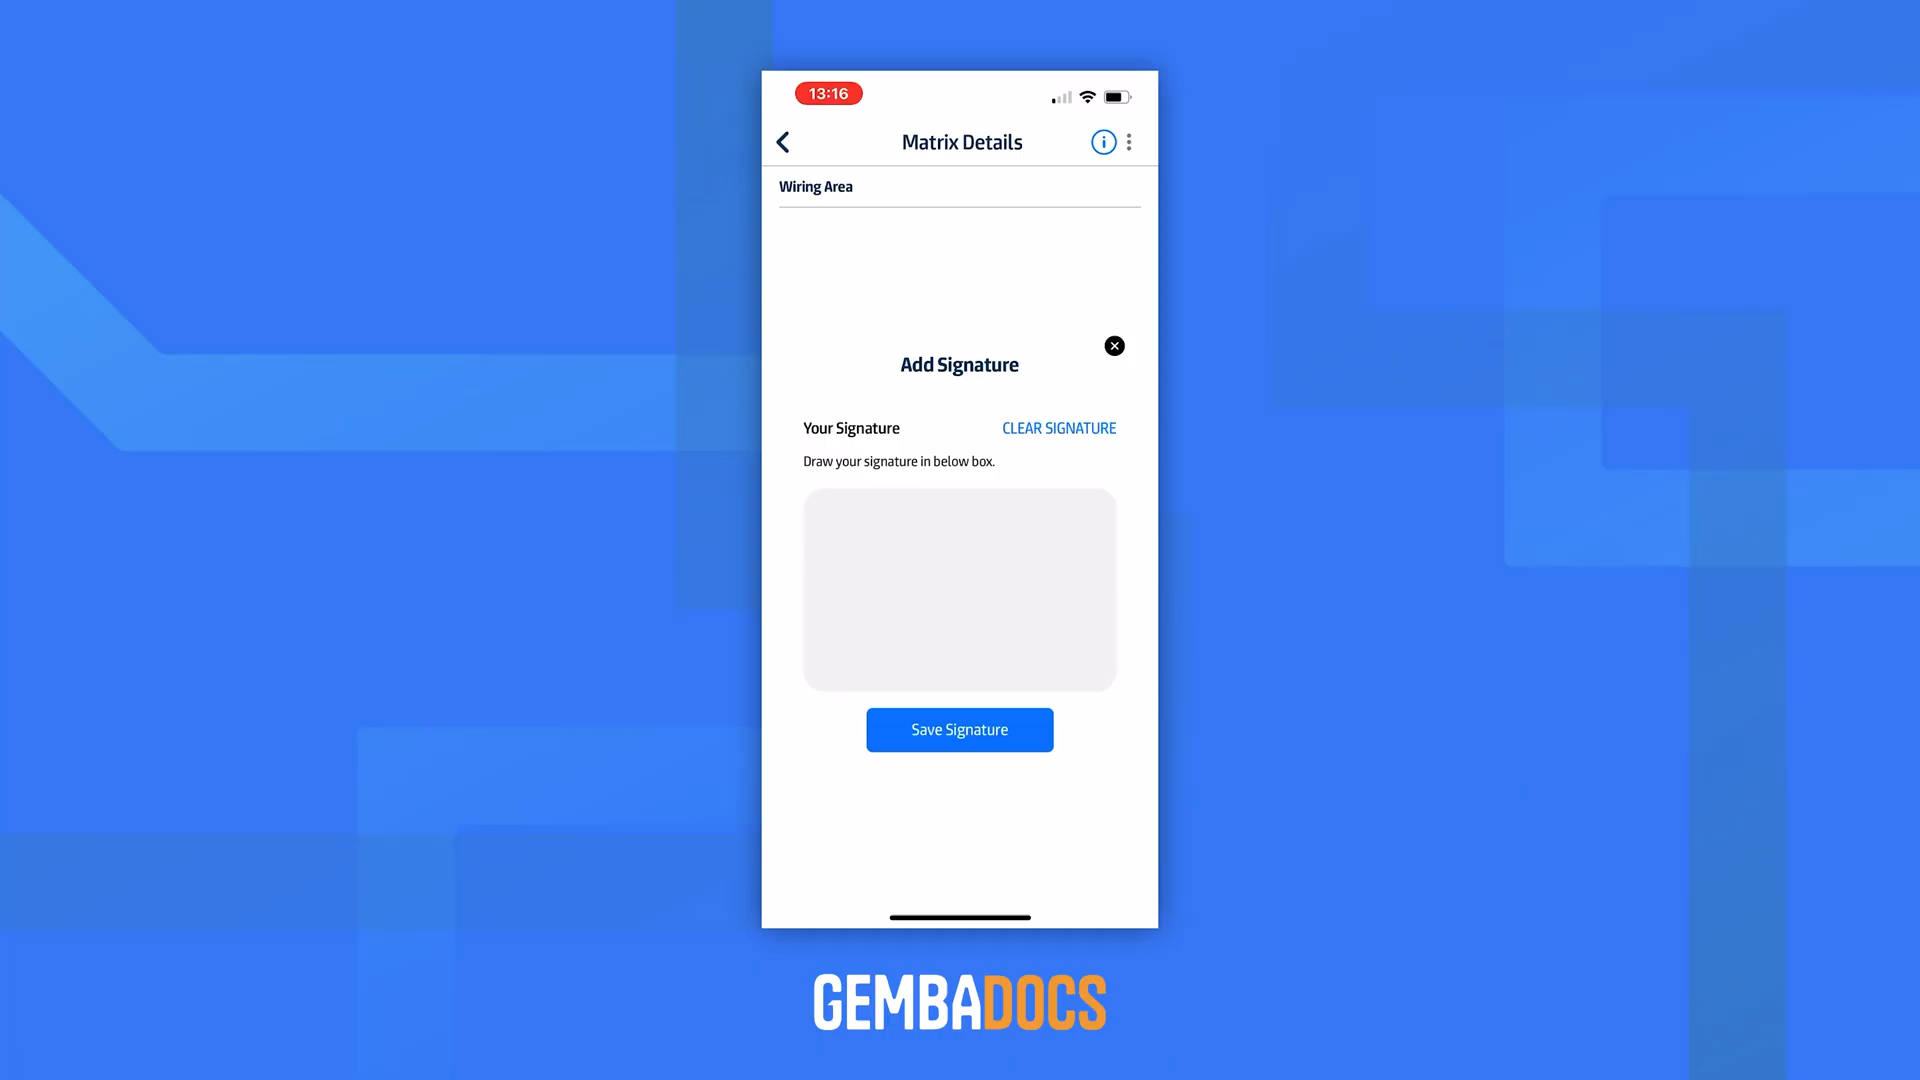 13:16
Matrix Details
Wiring Area
Add Signature
Your Signature
CLEAR SIGNATURE
Draw your signature in below box.
Save Signature
GEMBADOCS